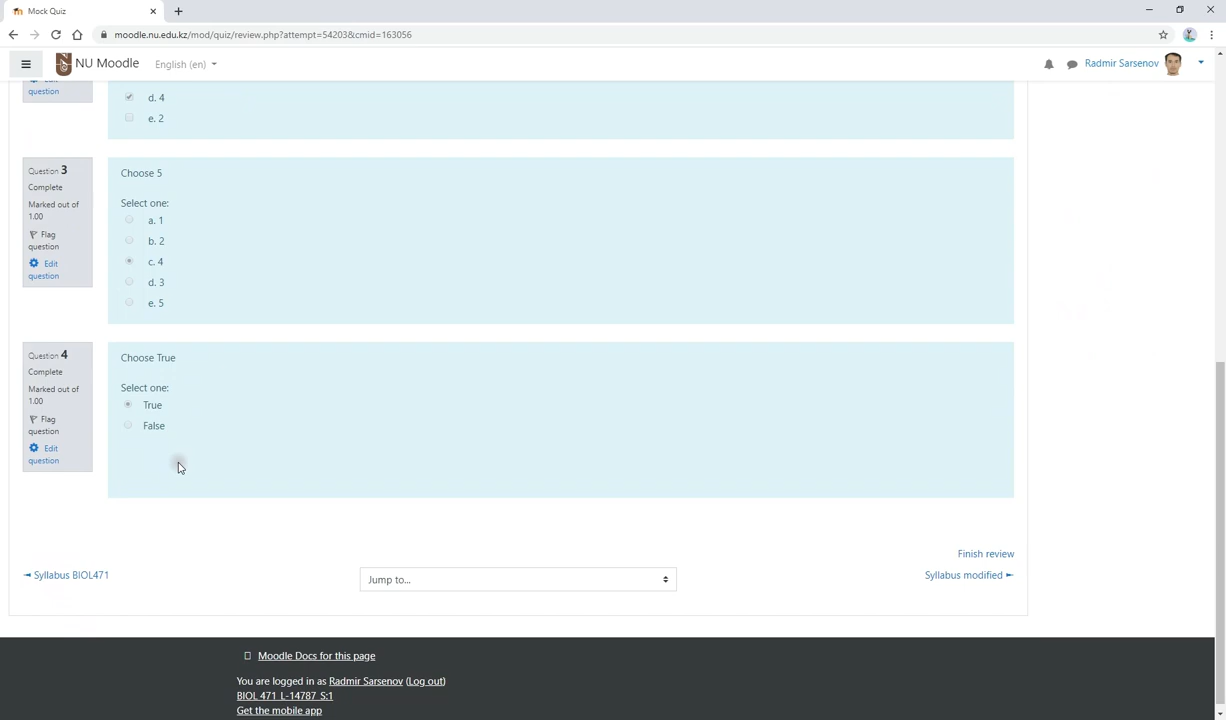 Mock Quiz
moodle.nu.edu.kz/mod/quiz/review.php?attempt=54203&cmid=163056
NU Moodle
English (en)
Radmir Sarsenov
question
d. 4
e. 2
Question 3
Complete
Marked out of
1.00
Flag
question
Edit
question
Choose 5
Select one:
a. 1
b. 2
c. 4
d. 3
e. 5
Question 4
Complete
Marked out of
1.00
Flag
question
Edit
question
Choose True
Select one:
True
False
Finish review
◄ Syllabus BIOL471
Jump to...
Syllabus modified ►
Moodle Docs for this page
You are logged in as Radmir Sarsenov (Log out)
BIOL 471 L-14787 S:1
Get the mobile app